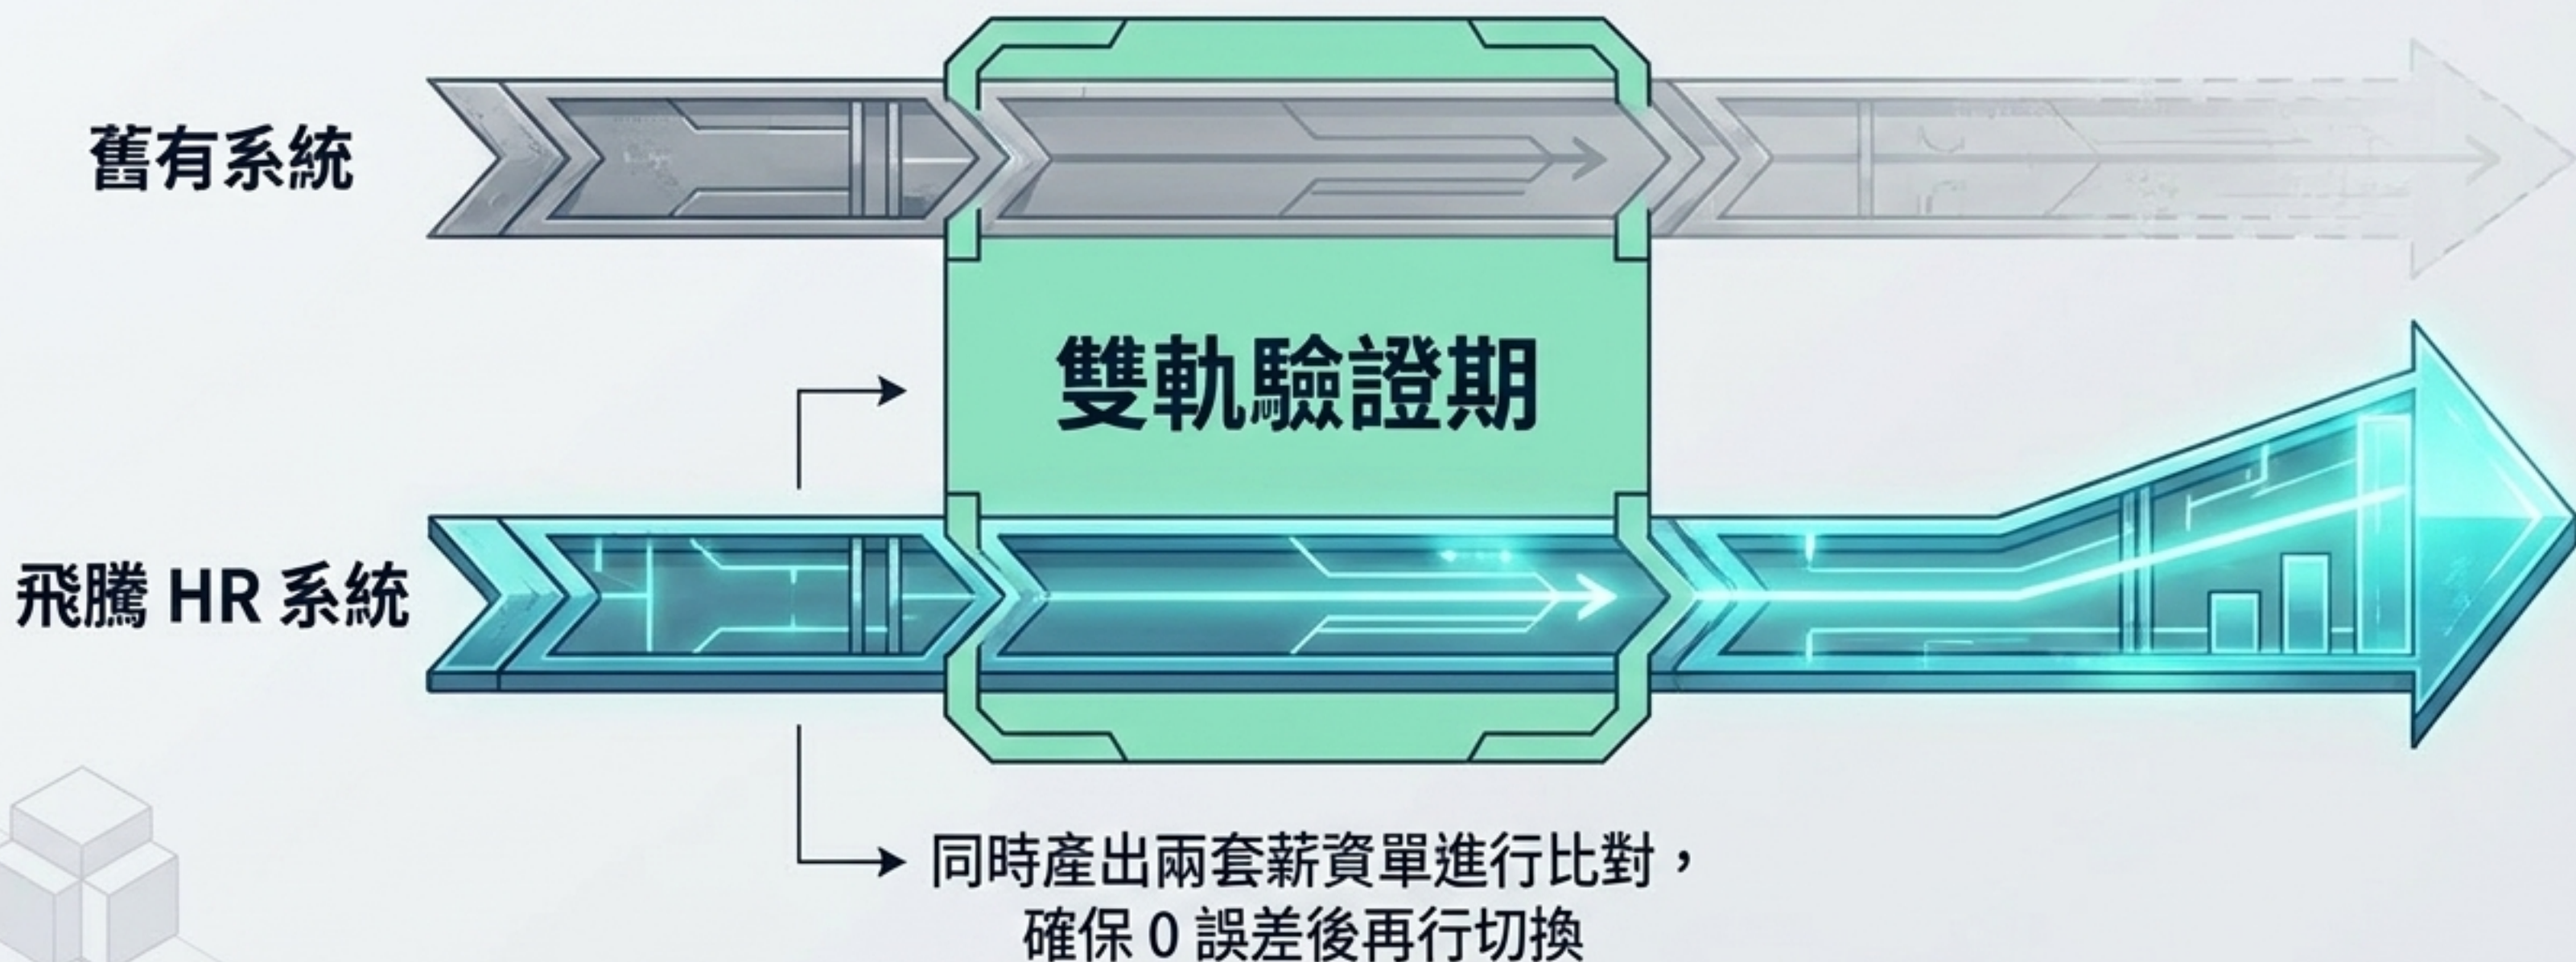 舊有系統
雙軌驗證期
飛騰 HR 系統
同時產出兩套薪資單進行比對，
確保 0 誤差後再行切換